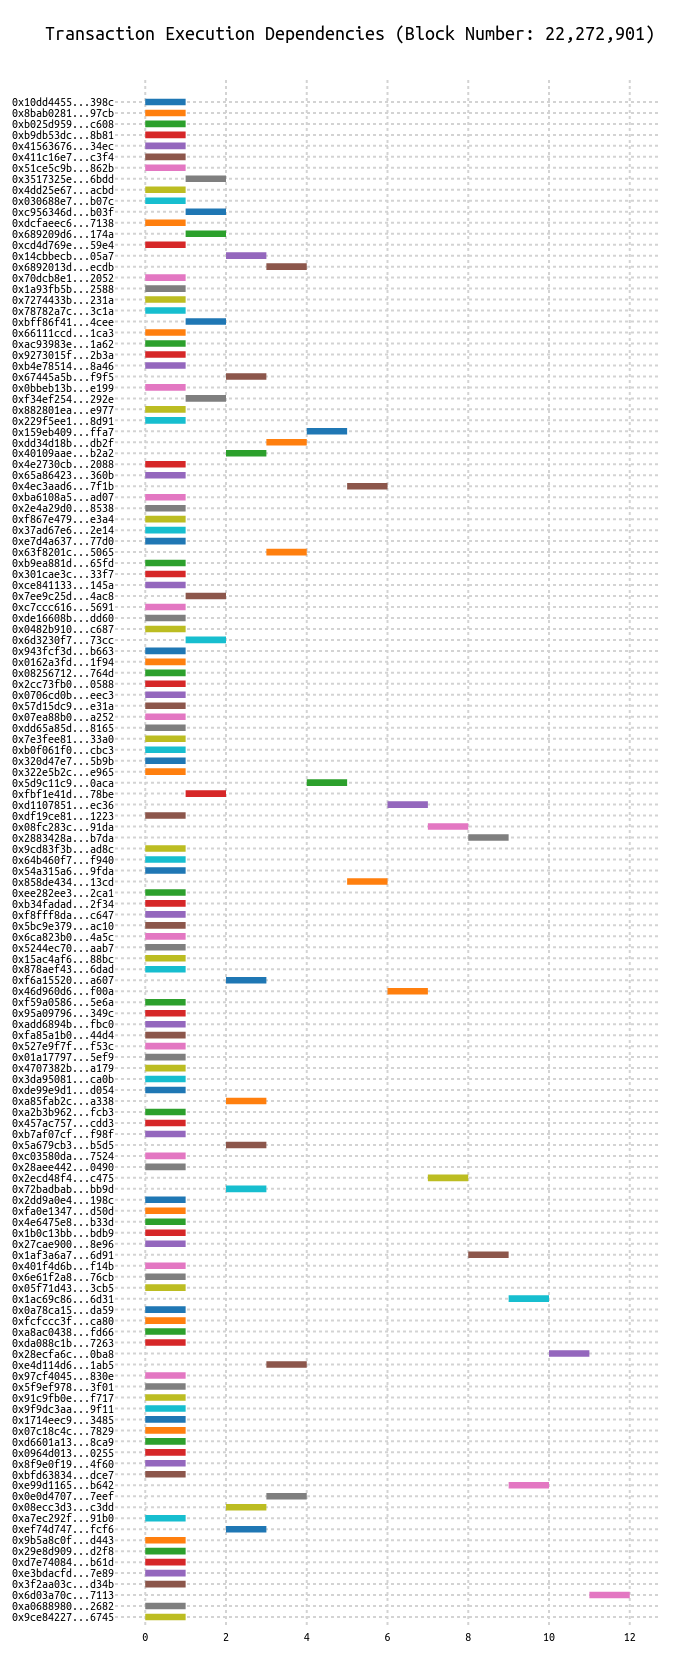 Transaction Execution Dependencies (Block Number: 22,272,901)
0x10dd4455...398c
0x8bab0281...97cb
0xb025d959...c608
0xb9db53dc...8b81
0x41563676...34ec
0x411c16e7...c3f4
0x51ce5c9b...862b
0x3517325e...6bdd
0x4dd25e67...acbd
0x030688e7...b07c
0xc956346d...b03f
0xdcfaeec6...7138
0x689209d6...174a
0xcd4d769e...59e4
0x14cbbecb...05a7
0x6892013d...ecdb
0x70dcb8e1...2052
0x1a93fb5b...2588
0x7274433b...231a
0x78782a7c...3c1a
0xbff86f41...4cee
0x66111ccd...1ca3
0xac93983e...1a62
0x9273015f...2b3a
0xb4e78514...8a46
0x67445a5b...f9f5
0x0bbeb13b...e199
0xf34ef254...292e
0x882801ea...e977
0x229f5ee1...8d91
0x159eb409...ffa7
0xdd34d18b...db2f
0x40109aae...b2a2
0x4e2730cb...2088
0x65a86423...360b
0x4ec3aad6...7f1b
0xba6108a5...ad07
0x2e4a29d0...8538
0xf867e479...e3a4
0x37ad67e6...2e14
0xe7d4a637...77d0
0x63f8201c...5065
0xb9ea881d...65fd
0x301cae3c...33f7
0xce841133...145a
0x7ee9c25d...4ac8
0xc7ccc616...5691
0xde16608b...dd60
0x0482b910...c687
0x6d3230f7...73cc
0x943fcf3d...b663
0x0162a3fd...1f94
0x08256712...764d
0x2cc73fb0...0588
0x0706cd0b...eec3
0x57d15dc9...e31a
0x07ea88b0...a252
0xdd65a85d...8165
0x7e3fee81...33a0
0xb0f061f0...cbc3
0x320d47e7...5b9b
0x322e5b2c...e965
0x5d9c11c9...0aca
0xfbf1e41d...78be
0xd1107851...ec36
0xdf19ce81...1223
0x08fc283c...91da
0x2883428a...b7da
0x9cd83f3b...ad8c
0x64b460f7...f940
0x54a315a6...9fda
0x858de434...13cd
0xee282ee3...2ca1
0xb34fadad...2f34
0xf8fff8da...c647
0x5bc9e379...ac10
0x6ca823b0...4a5c
0x5244ec70...aab7
0x15ac4af6...88bc
0x878aef43...6dad
0xf6a15520...a607
0x46d960d6...f00a
0xf59a0586...5e6a
0x95a09796...349c
0xadd6894b...fbc0
0xfa85a1b0...44d4
0x527e9f7f...f53c
0x01a17797...5ef9
0x4707382b...a179
0x3da95081...ca0b
0xde99e9d1...d054
0xa85fab2c...a338
0xa2b3b962...fcb3
0x457ac757...cdd3
0xb7af07cf...f98f
0x5a679cb3...b5d5
0xc03580da...7524
0x28aee442...0490
0x2ecd48f4...c475
0x72badbab...bb9d
0x2dd9a0e4...198c
0xfa0e1347...d50d
0x4e6475e8...b33d
0x1b0c13bb...bdb9
0x27cae900...8e96
0x1af3a6a7...6d91
0x401f4d6b...f14b
0x6e61f2a8...76cb
0x05f71d43...3cb5
0x1ac69c86...6d31
0x0a78ca15...da59
0xfcfccc3f...ca80
0xa8ac0438...fd66
0xda088c1b...7263
0x28ecfa6c...0ba8
0xe4d114d6...1ab5
0x97cf4045...830e
0x5f9ef978...3f01
0x91c9fb0e...f717
0x9f9dc3aa...9f11
0x1714eec9...3485
0x07c18c4c...7829
0xd6601a13...8ca9
0x0964d013...0255
0x8f9e0f19...4f60
0xbfd63834...dce7
0xe99d1165...b642
0x0e0d4707...7eef
0x08ecc3d3...c3dd
0xa7ec292f...91b0
0xef74d747...fcf6
0x9b5a8c0f...d443
0x29e8d909...d2f8
0xd7e74084...b61d
0xe3bdacfd...7e89
0x3f2aa03c...d34b
0x6d03a70c...7113
0xa0688980...2682
0x9ce84227...6745
0 2 4 6 8 10 12